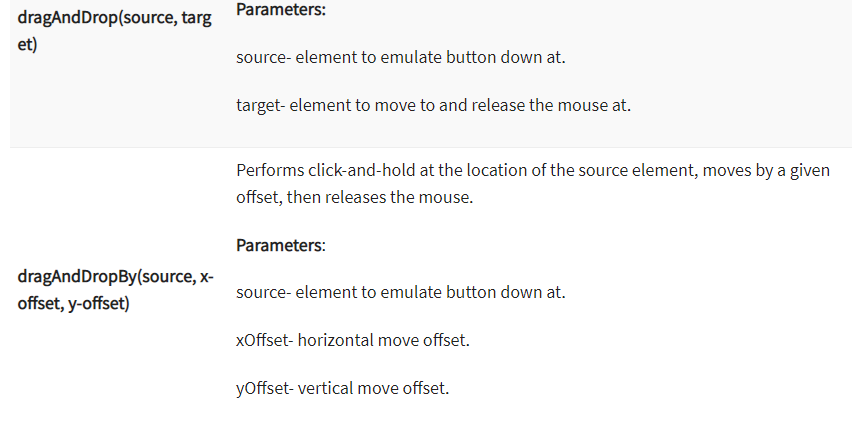 dragAndDrop(source, targ
et)
Parameters:
source- element to emulate button down at.
target- element to move to and release the mouse at.
dragAndDropBy(source, x-
offset, y-offset)
Performs click-and-hold at the location of the source element, moves by a given
offset, then releases the mouse.
Parameters:
source- element to emulate button down at.
xOffset- horizontal move offset.
yOffset- vertical move offset.